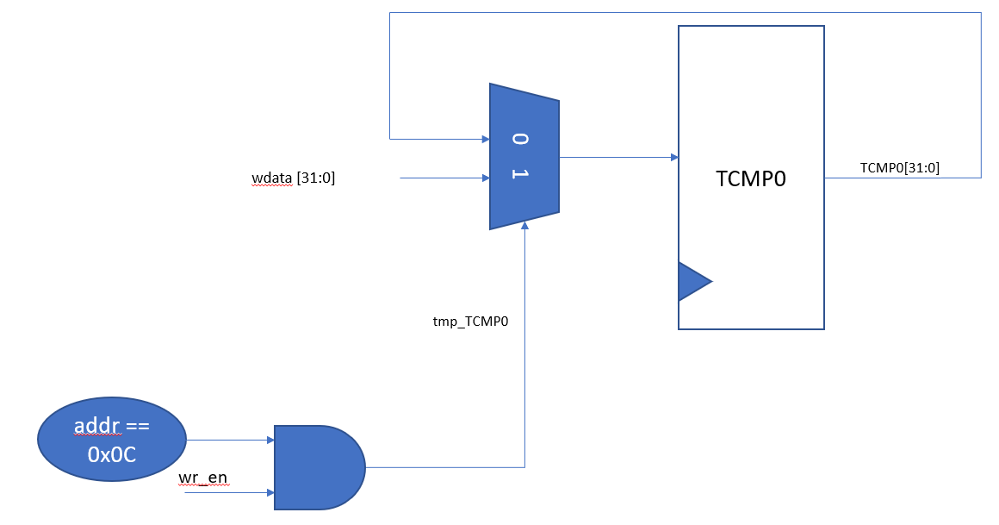 0
1
wdata [31:0]
TCMP0
TCMP0[31:0]
tmp_TCMP0
addr ==
0x0C
wr_en